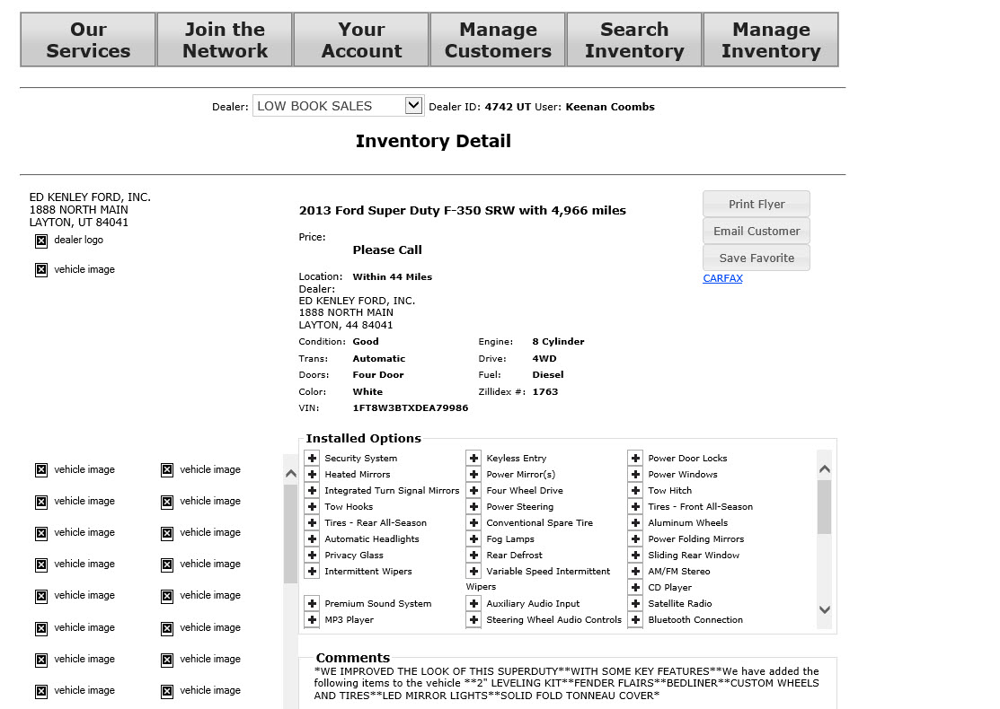 Our Services
Join the Network
Your Account
Manage Customers
Search Inventory
Manage Inventory
Dealer: LOW BOOK SALES Dealer ID: 4742 UT User: Keenan Coombs
Inventory Detail
ED KENLEY FORD, INC.
1888 NORTH MAIN
LAYTON, UT 84041
dealer logo
vehicle image
2013 Ford Super Duty F-350 SRW with 4,966 miles
Price:
Please Call
Location: Within 44 Miles
Dealer:
ED KENLEY FORD, INC.
1888 NORTH MAIN
LAYTON, 44 84041
Condition: Good Engine: 8 Cylinder
Trans: Automatic Drive: 4WD
Doors: Four Door Fuel: Diesel
Color: White Zillidex #: 1763
VIN: 1FT8W3BTXDEA79986
Print Flyer
Email Customer
Save Favorite
CARFAX
vehicle image vehicle image
vehicle image vehicle image
vehicle image vehicle image
vehicle image vehicle image
vehicle image vehicle image
vehicle image vehicle image
vehicle image vehicle image
vehicle image vehicle image
Installed Options
Security System Keyless Entry Power Door Locks
Heated Mirrors Power Mirror(s) Power Windows
Integrated Turn Signal Mirrors Four Wheel Drive Tow Hitch
Tow Hooks Power Steering Tires - Front All-Season
Tires - Rear All-Season Conventional Spare Tire Aluminum Wheels
Automatic Headlights Fog Lamps Power Folding Mirrors
Privacy Glass Rear Defrost Sliding Rear Window
Intermittent Wipers Variable Speed Intermittent AM/FM Stereo
Wipers CD Player
Premium Sound System Auxiliary Audio Input Satellite Radio
MP3 Player Steering Wheel Audio Controls Bluetooth Connection
Comments
*WE IMPROVED THE LOOK OF THIS SUPERDUTY**WITH SOME KEY FEATURES**We have added the
following items to the vehicle **2" LEVELING KIT**FENDER FLAIRS**BEDLINER**CUSTOM WHEELS
AND TIRES**LED MIRROR LIGHTS**SOLID FOLD TONNEAU COVER*